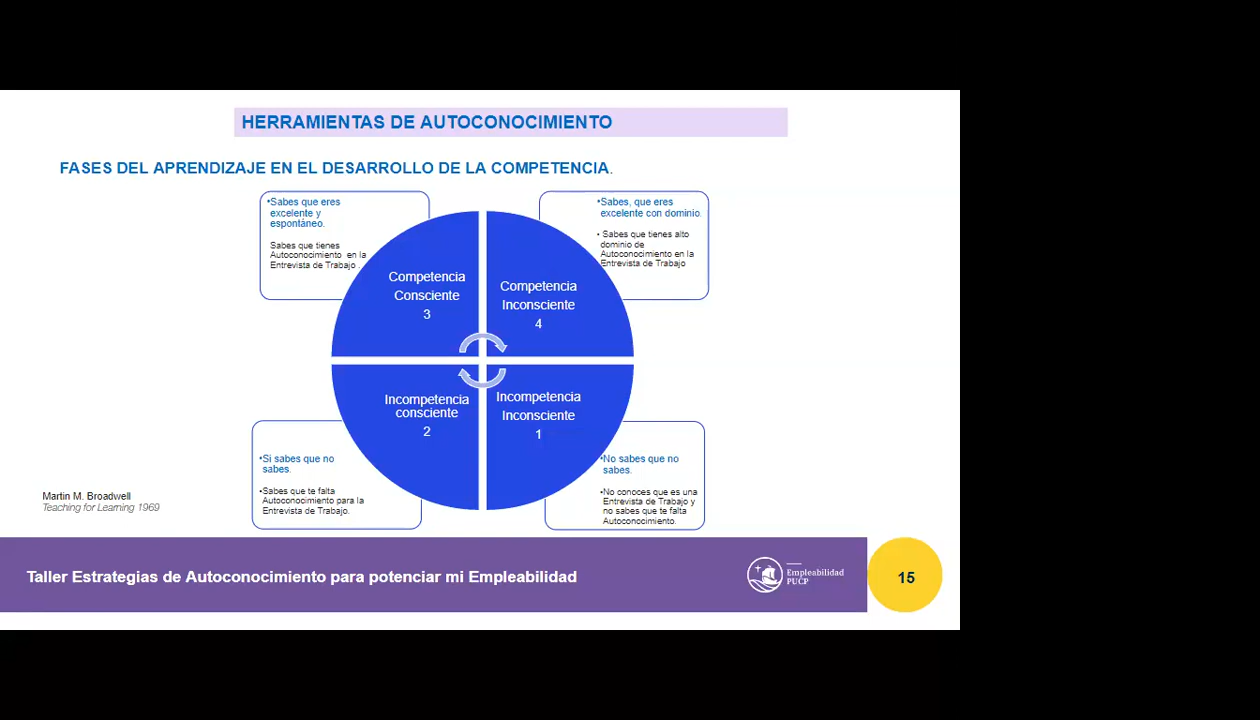 HERRAMIENTAS DE AUTOCONOCIMIENTO
FASES DEL APRENDIZAJE EN EL DESARROLLO DE LA COMPETENCIA.
•Sabes que eres
excelente y
espontáneo.
Sabes que tienes
Autoconocimiento en la
Entrevista de Trabajo .
•Sabes, que eres
excelente con dominio.
• Sabes que tienes alto
dominio de
Autoconocimiento en la
Entrevista de Trabajo
Competencia
Consciente
3
Competencia
Inconsciente
4
Incompetencia
consciente
2
Incompetencia
Inconsciente
1
•Si sabes que no
sabes.
•Sabes que te falta
Autoconocimiento para la
Entrevista de Trabajo.
•No sabes que no
sabes.
•No conoces que es una
Entrevista de Trabajo y
no sabes que te falta
Autoconocimiento.
Martin M. Broadwell
Teaching for Learning 1969
Taller Estrategias de Autoconocimiento para potenciar mi Empleabilidad
Empleabilidad
PUCP
15